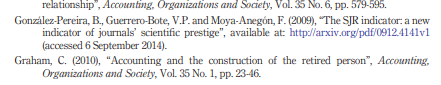 relationship”, Accounting, Organizations and Society, Vol. 35 No. 6, pp. 579-595.
González-Pereira, B., Guerrero-Bote, V.P. and Moya-Anegón, F. (2009), “The SJR indicator: a new
indicator of journals’ scientific prestige”, available at: http://arxiv.org/pdf/0912.4141v1
(accessed 6 September 2014).
Graham, C. (2010), “Accounting and the construction of the retired person”, Accounting,
Organizations and Society, Vol. 35 No. 1, pp. 23-46.